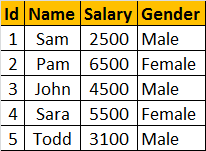 Id Name Salary Gender
1 Sam 2500 Male
2 Pam 6500 Female
3 John 4500 Male
4 Sara 5500 Female
5 Todd 3100 Male